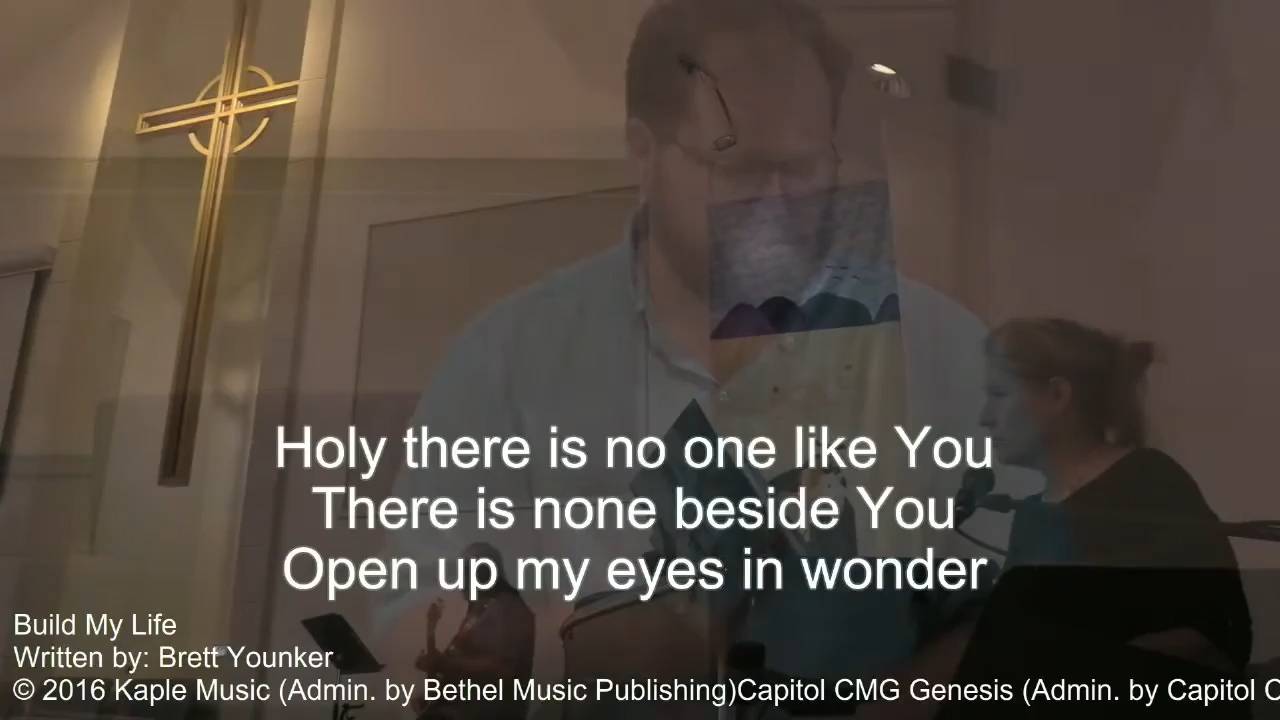 Holy there is no one like You
There is none beside You
Open up my eyes in wonder
Build My Life
Written by: Brett Younker
© 2016 Kaple Music (Admin. by Bethel Music Publishing)Capitol CMG Genesis (Admin. by Capitol C